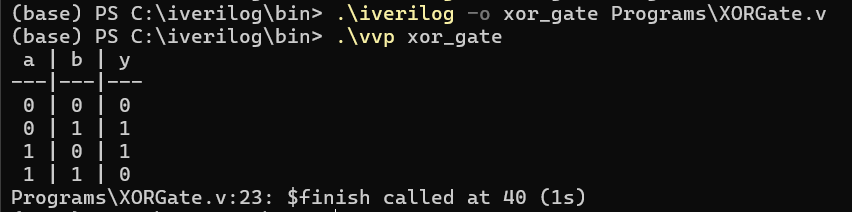 (base) PS C:\iverilog\bin> .\iverilog -o xor_gate Programs\XORGate.v
(base) PS C:\iverilog\bin> .\vvp xor_gate
 a | b | y
---|---|---
 0 | 0 | 0
 0 | 1 | 1
 1 | 0 | 1
 1 | 1 | 0
Programs\XORGate.v:23: $finish called at 40 (1s)